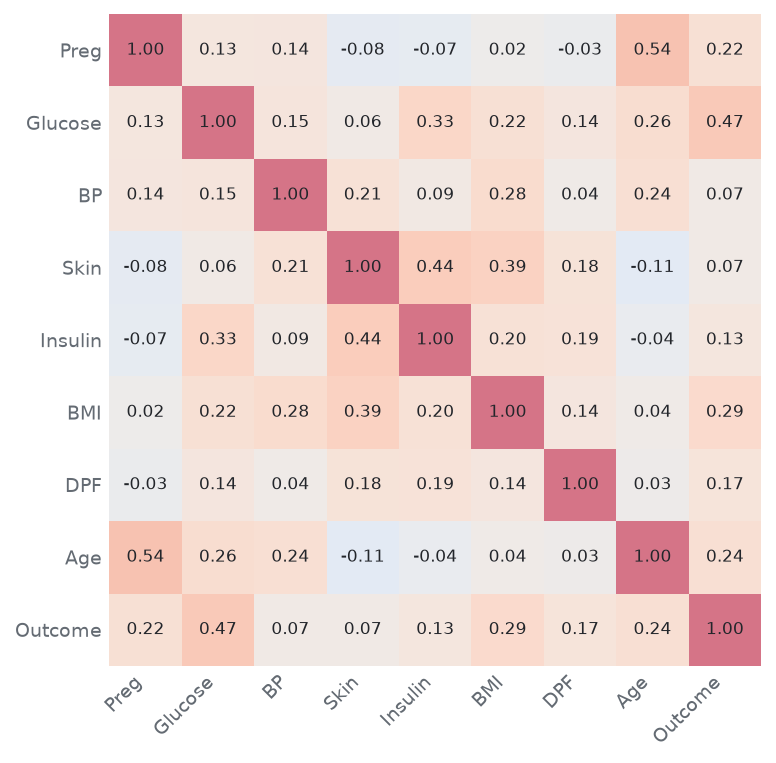 Preg 1.00 0.13 0.14 -0.08 -0.07 0.02 -0.03 0.54 0.22
Glucose 0.13 1.00 0.15 0.06 0.33 0.22 0.14 0.26 0.47
BP 0.14 0.15 1.00 0.21 0.09 0.28 0.04 0.24 0.07
Skin -0.08 0.06 0.21 1.00 0.44 0.39 0.18 -0.11 0.07
Insulin -0.07 0.33 0.09 0.44 1.00 0.20 0.19 -0.04 0.13
BMI 0.02 0.22 0.28 0.39 0.20 1.00 0.14 0.04 0.29
DPF -0.03 0.14 0.04 0.18 0.19 0.14 1.00 0.03 0.17
Age 0.54 0.26 0.24 -0.11 -0.04 0.04 0.03 1.00 0.24
Outcome 0.22 0.47 0.07 0.07 0.13 0.29 0.17 0.24 1.00
Preg Glucose BP Skin Insulin BMI DPF Age Outcome